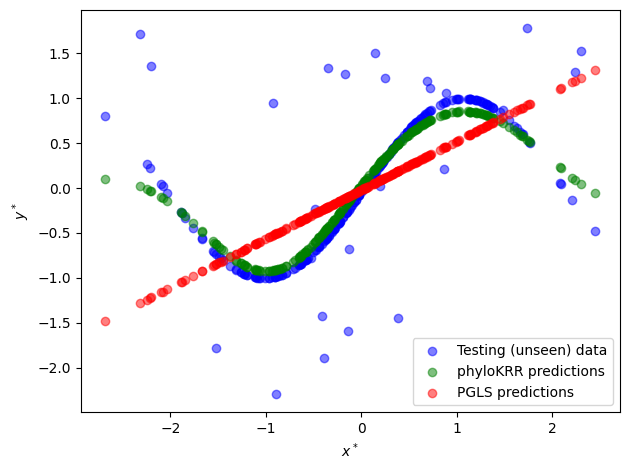 1.5
1.0
0.5
0.0
−0.5
−1.0
−1.5
−2.0
y*
−2
−1
0
1
2
x*
Testing (unseen) data
phyloKRR predictions
PGLS predictions